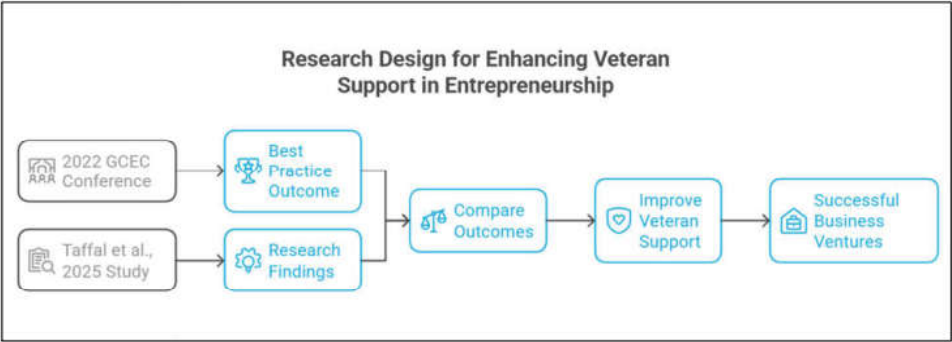 Research Design for Enhancing Veteran
Support in Entrepreneurship
2022 GCEC
Conference
Best
Practice
Outcome
Taffal et al.,
2025 Study
Research
Findings
Compare
Outcomes
Improve
Veteran
Support
Successful
Business
Ventures